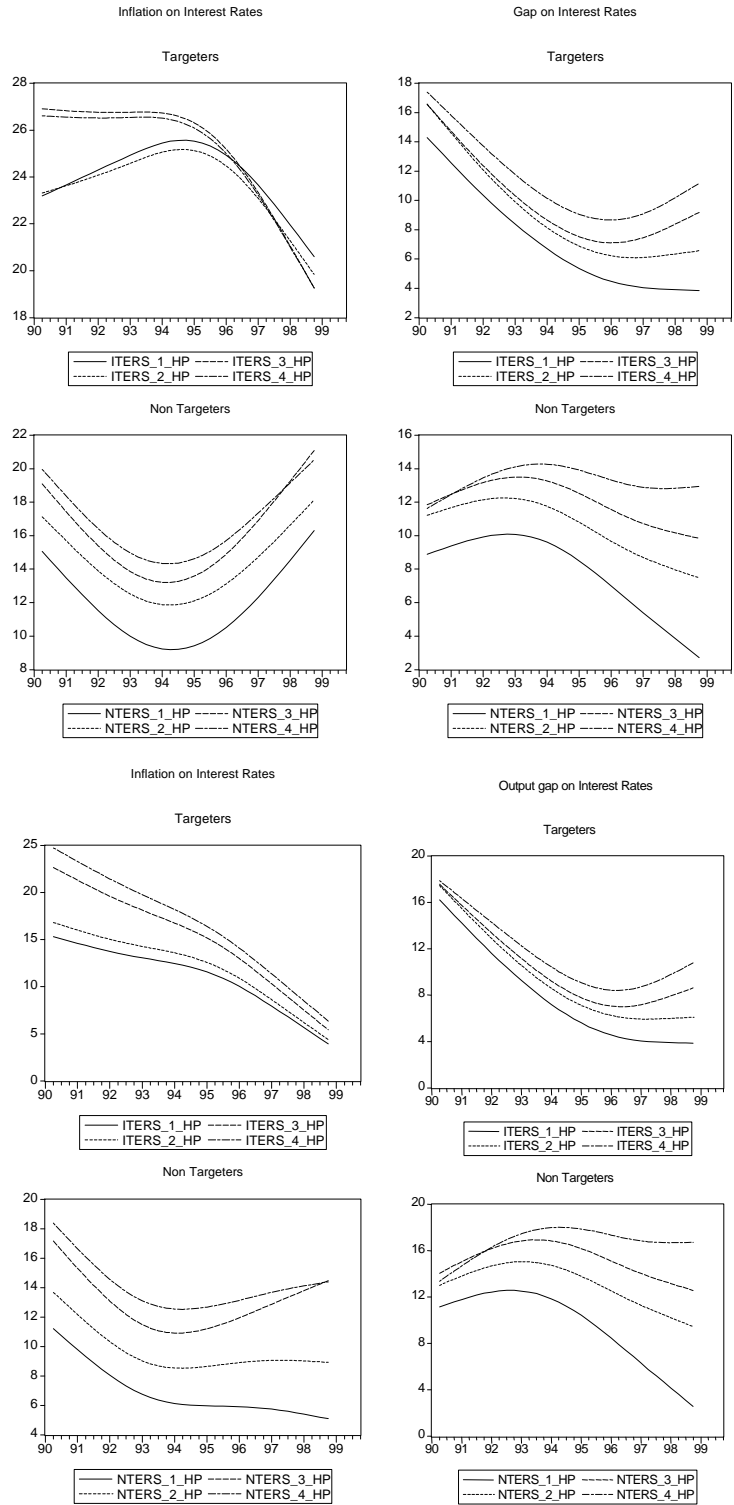 Inflation on Interest Rates
Gap on Interest Rates
Targeters
28
26
24
22
20
18
90 91 92 93 94 95 96 97 98 99
ITERS_1_HP ITERS_3_HP
ITERS_2_HP ITERS_4_HP
Targeters
18
16
14
12
10
8
6
4
2
90 91 92 93 94 95 96 97 98 99
ITERS_1_HP ITERS_3_HP
ITERS_2_HP ITERS_4_HP
Non Targeters
22
20
18
16
14
12
10
8
90 91 92 93 94 95 96 97 98 99
NTERS_1_HP NTERS_3_HP
NTERS_2_HP NTERS_4_HP
Non Targeters
16
14
12
10
8
6
4
2
90 91 92 93 94 95 96 97 98 99
NTERS_1_HP NTERS_3_HP
NTERS_2_HP NTERS_4_HP
Inflation on Interest Rates
Output gap on Interest Rates
Targeters
25
20
15
10
5
0
90 91 92 93 94 95 96 97 98 99
ITERS_1_HP ITERS_3_HP
ITERS_2_HP ITERS_4_HP
Targeters
20
16
12
8
4
0
90 91 92 93 94 95 96 97 98 99
ITERS_1_HP ITERS_3_HP
ITERS_2_HP ITERS_4_HP
Non Targeters
20
18
16
14
12
10
8
6
4
90 91 92 93 94 95 96 97 98 99
NTERS_1_HP NTERS_3_HP
NTERS_2_HP NTERS_4_HP
Non Targeters
20
16
12
8
4
0
90 91 92 93 94 95 96 97 98 99
NTERS_1_HP NTERS_3_HP
NTERS_2_HP NTERS_4_HP